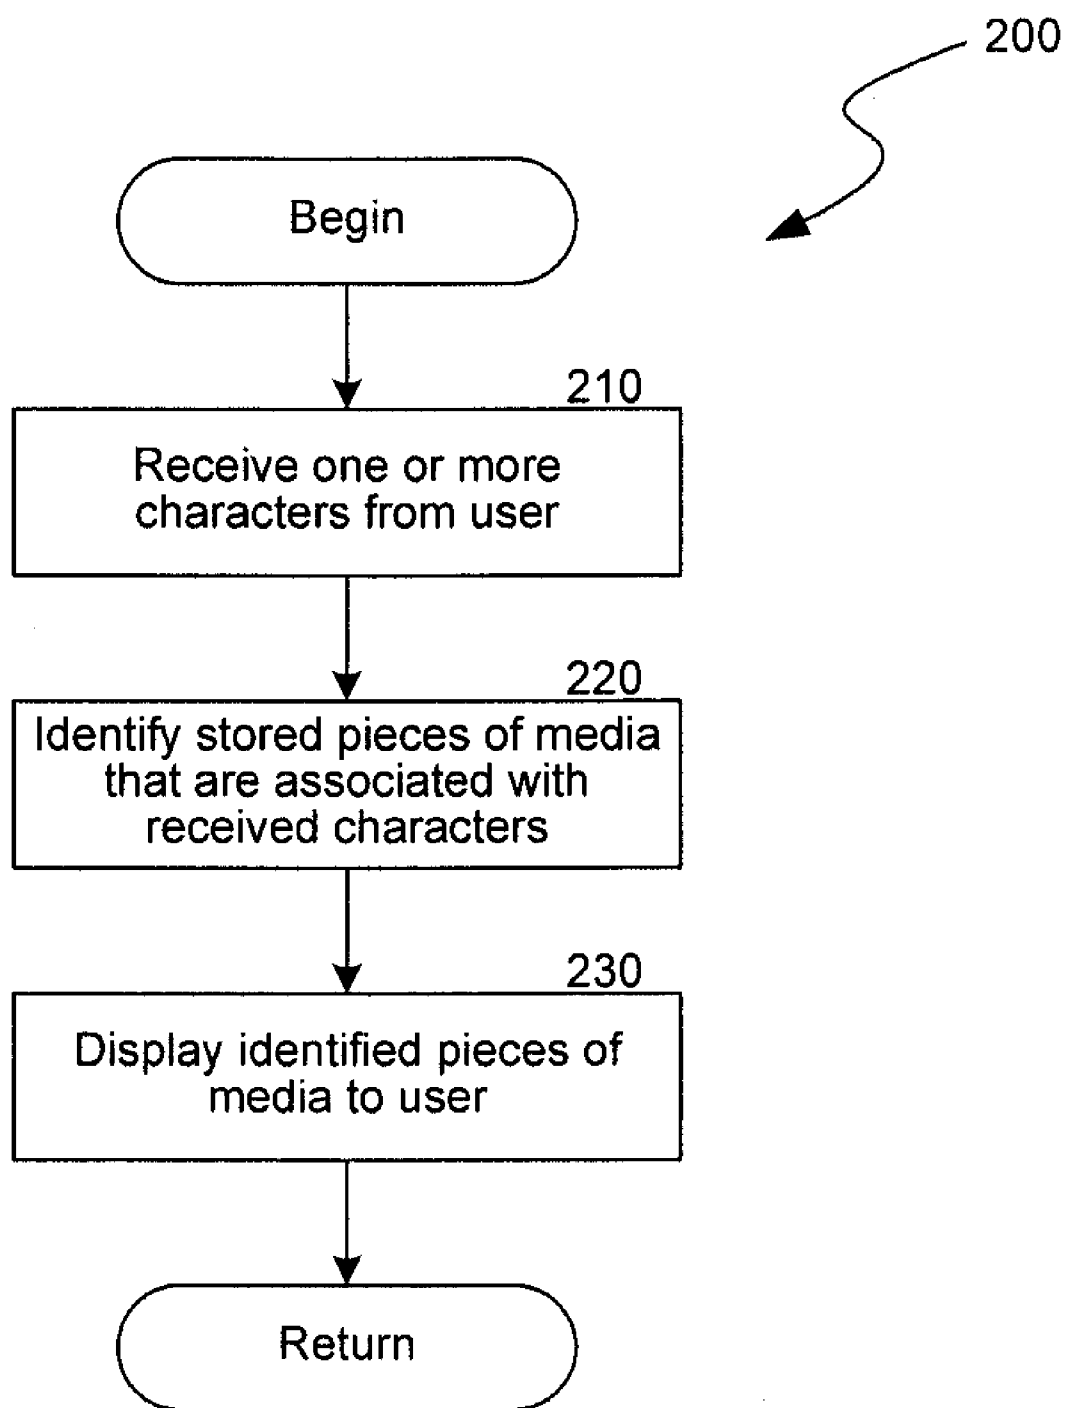 200
Begin
210
Receive one or more
characters from user
220
Identify stored pieces of media
that are associated with
received characters
230
Display identified pieces of
media to user
Return